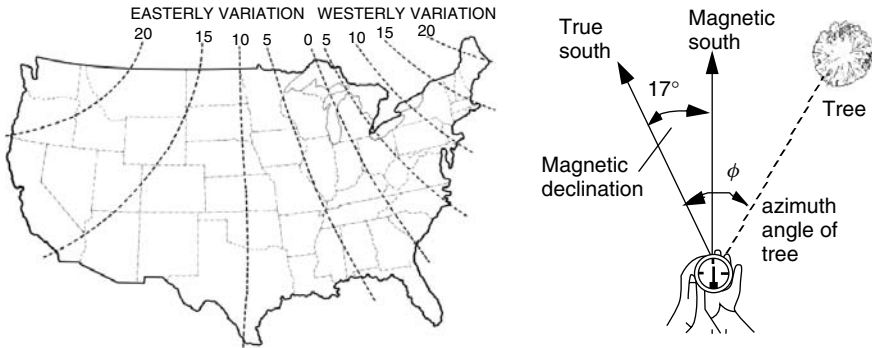 EASTERLY VARIATION WESTERLY VARIATION
20 15 10 5 0 5 10 15 20
True
south
Magnetic
south
17°
Tree
Magnetic
declination
ϕ
azimuth
angle of
tree